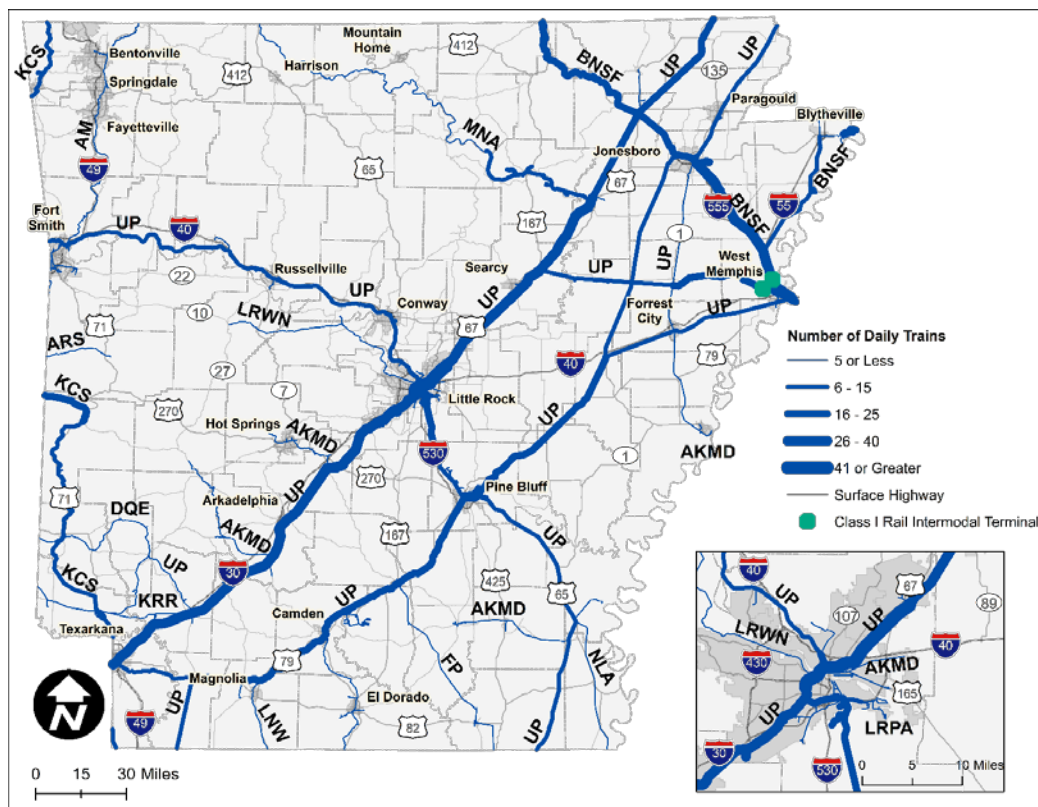 KCS
Bentonville
Springdale
Fayetteville
AM
49
412
Harrison
Mountain
Home
412
BNSF
UP
135
UP
Paragould
Blytheville
BNSF
MNA
65
Jonesboro
67
167
555
55
BNSF
1
Fort
Smith
UP
40
22
Russellville
UP
Searcy
UP
UP
UP
UP
West
Memphis
Conway
67
Forrest
City
UP
79
10
LRWN
71
ARS
KCS
27
270
7
Hot Springs
AKMD
Little Rock
40
UP
530
270
1
AKMD
Pine Bluff
71
DQE
Arkadelphia
UP
AKMD
167
UP
UP
30
KCS
KRR
Texarkana
Camden
UP
425
AKMD
65
79
Magnolia
FP
NLA
UP
49
LNW
El Dorado
82
UP
N
0 15 30 Miles
Number of Daily Trains
5 or Less
6 - 15
16 - 25
26 - 40
41 or Greater
Surface Highway
Class I Rail Intermodal Terminal
40
UP
67
107
UP
89
LRWN
430
AKMD
40
165
UP
LRPA
30
530
0 5 10 Miles